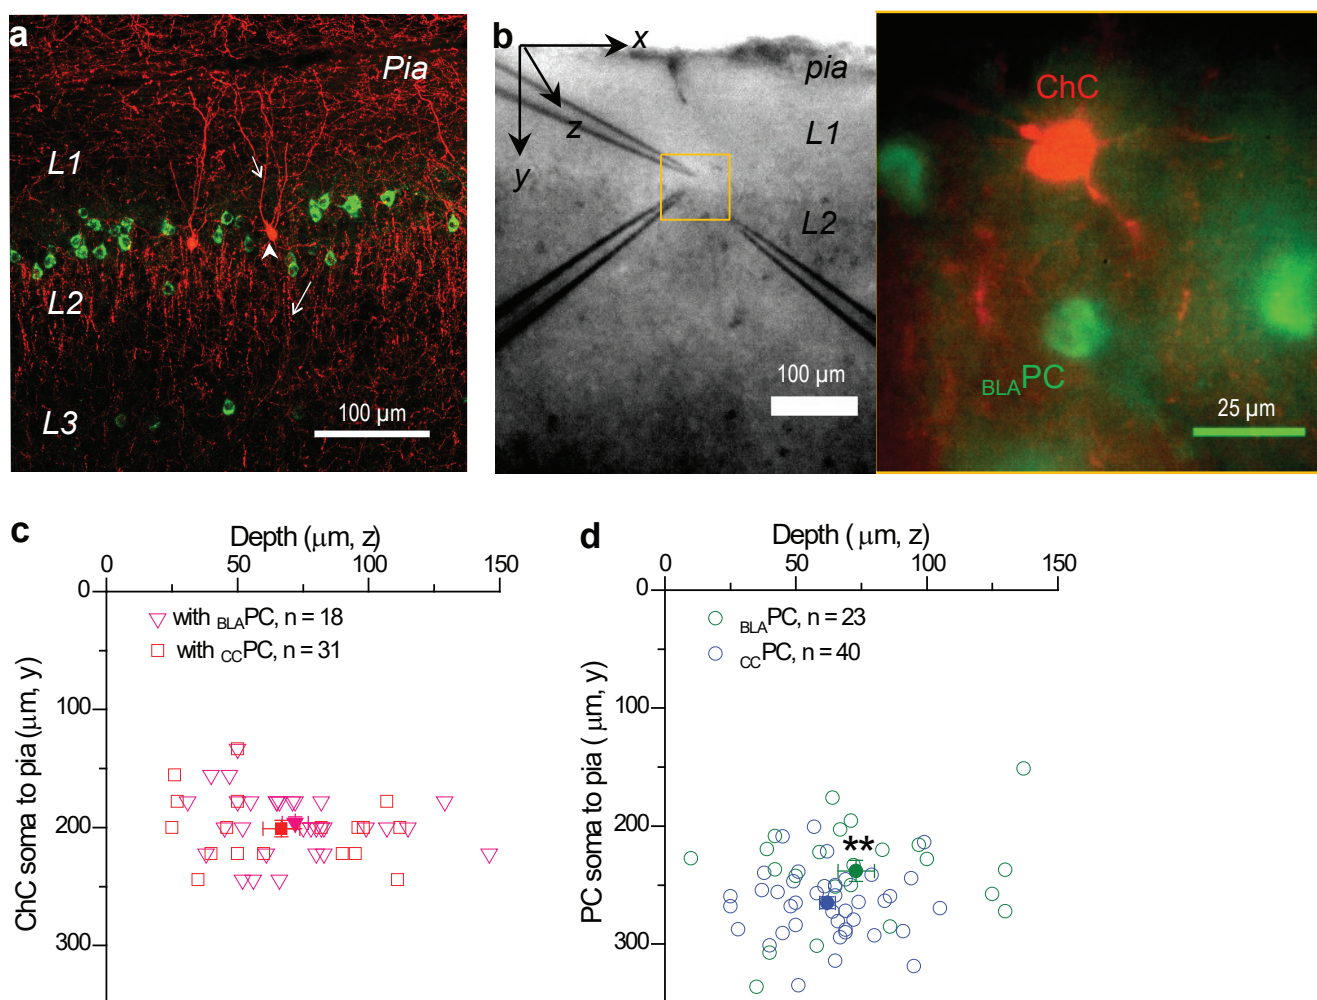 a
Pia
L1
L2
L3
100 µm
b
x
y
z
pia
L1
L2
100 µm
ChC
BLAPC
25 µm
c
Depth (µm, z)
0 50 100 150
0
100
200
300
ChC soma to pia (µm, y)
with BLAPC, n = 18
with CCPC, n = 31
d
Depth ( µm, z)
0 50 100 150
0
100
200
300
PC soma to pia ( µm, y)
BLAPC, n = 23
CCPC, n = 40
**